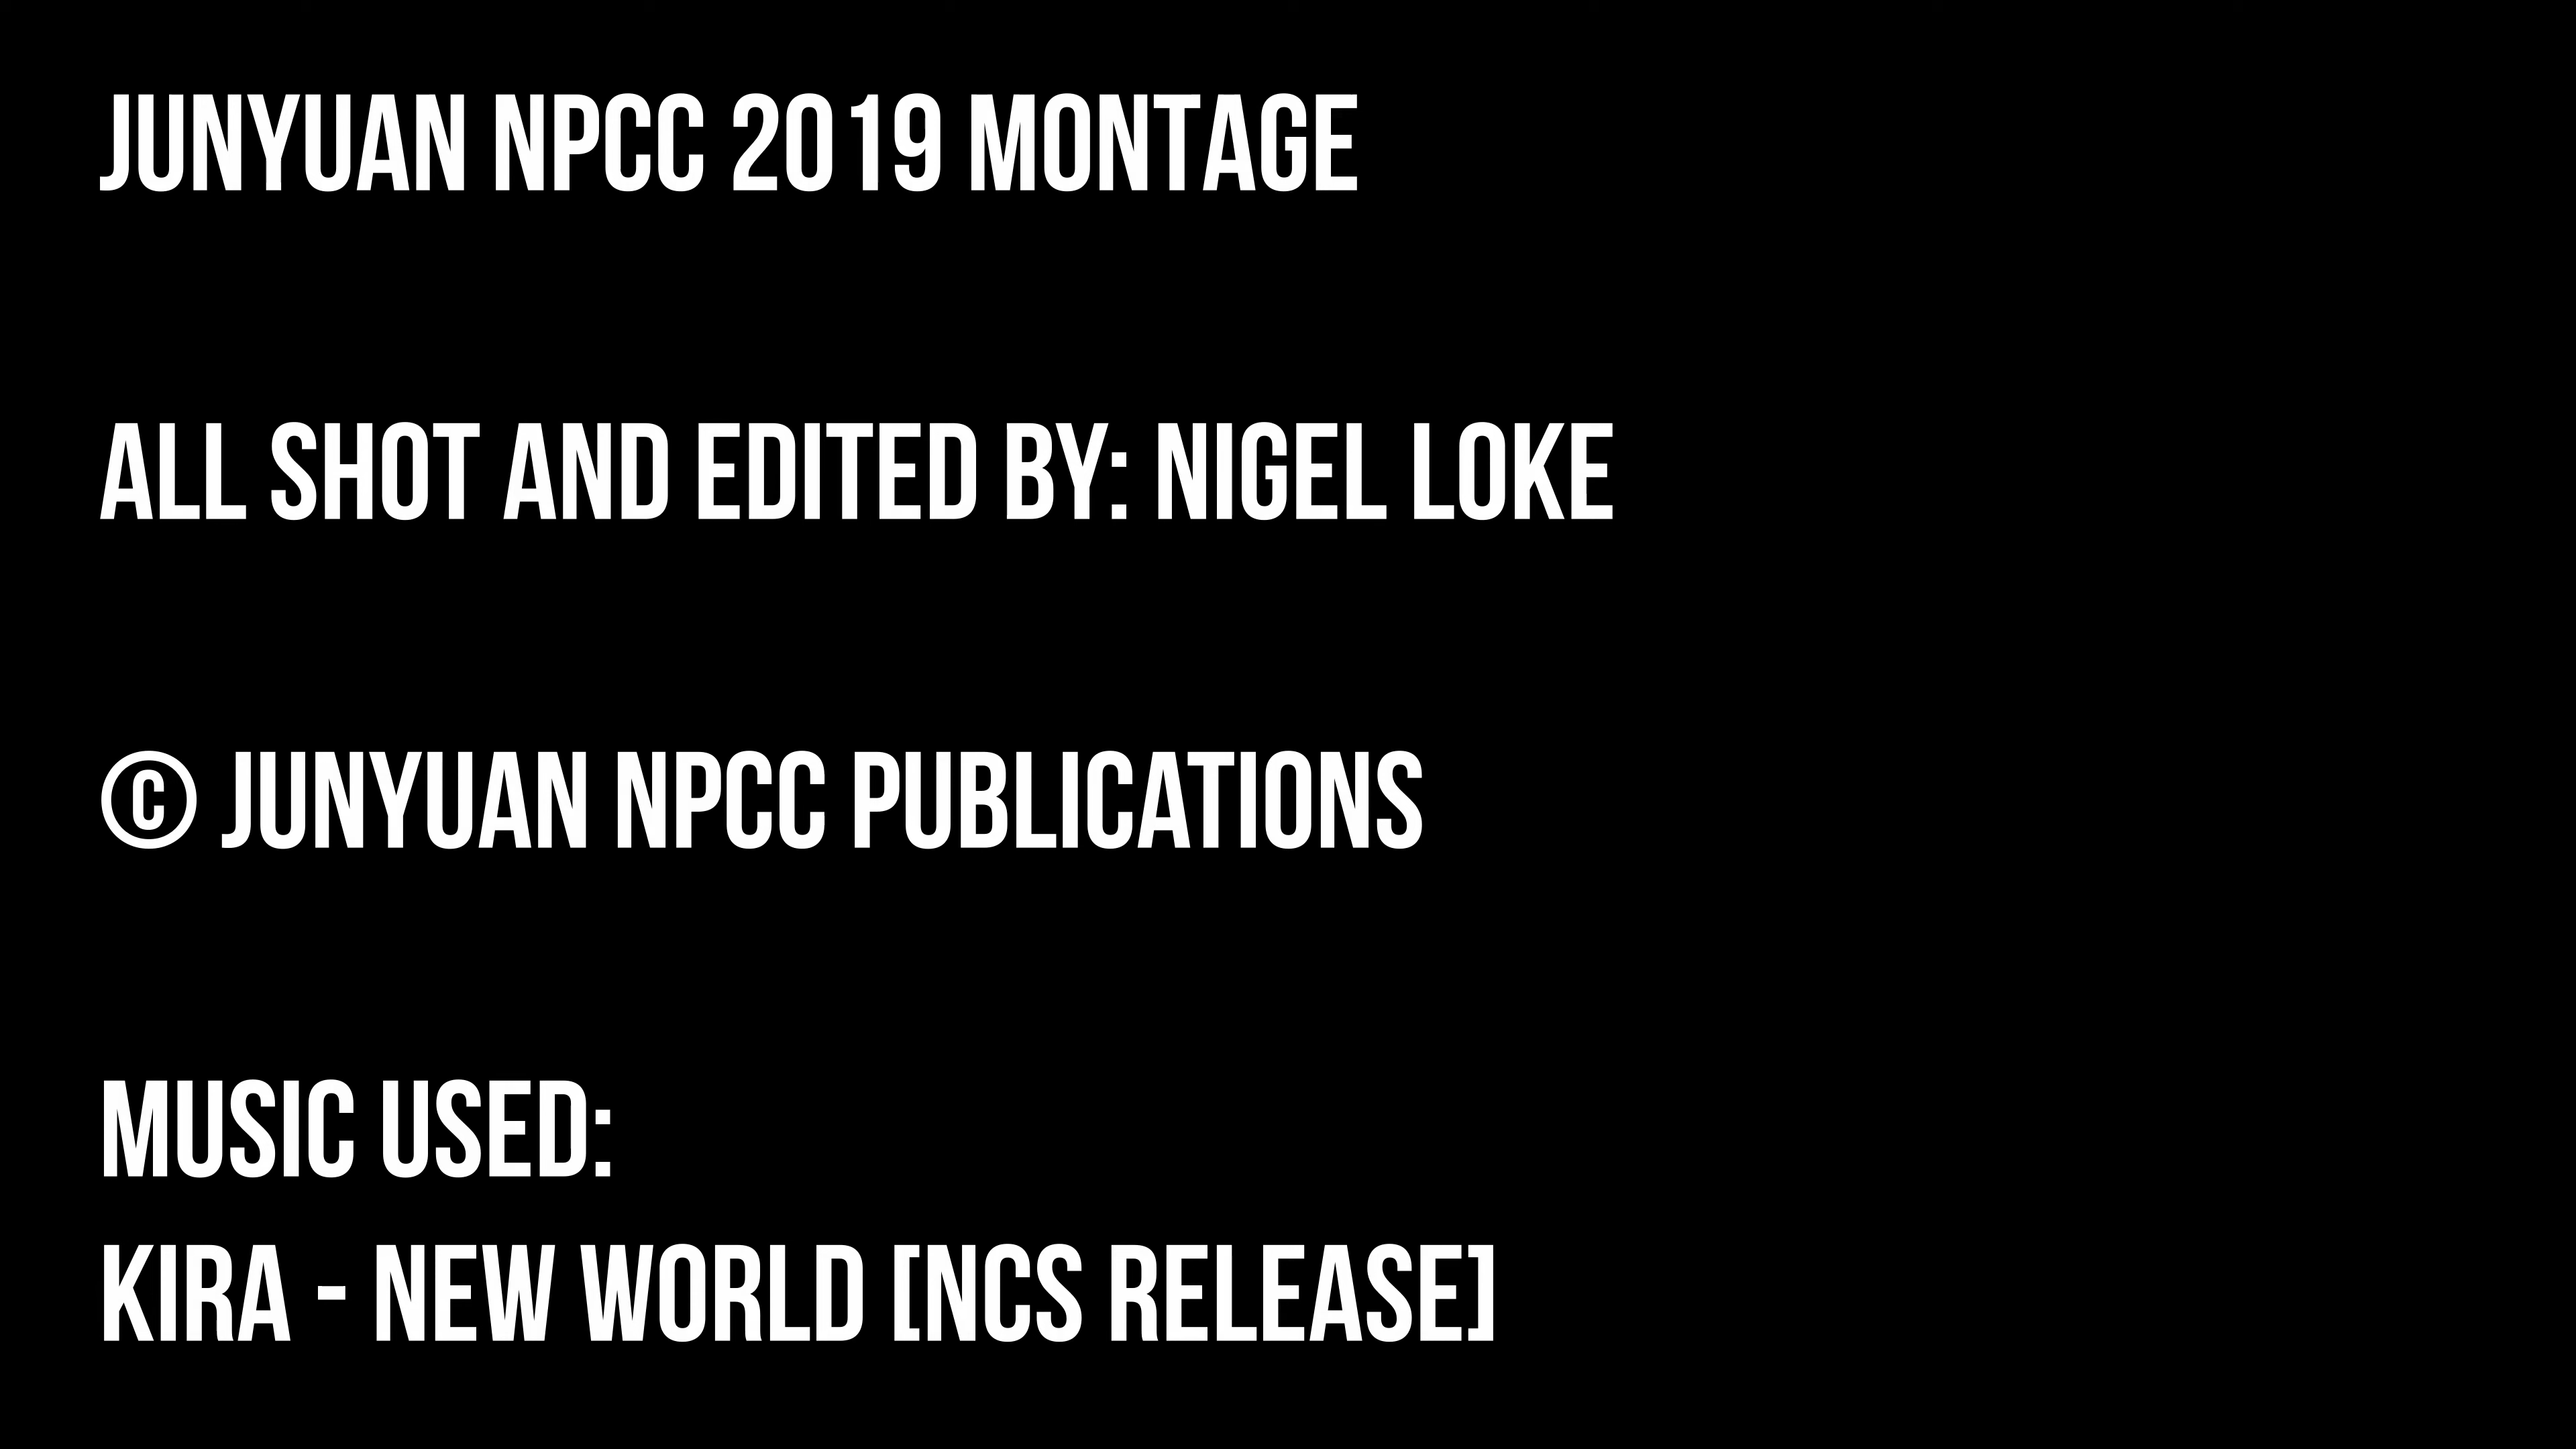 JUNYUAN NPCC 2019 MONTAGE
ALL SHOT AND EDITED BY: NIGEL LOKE
© JUNYUAN NPCC PUBLICATIONS
MUSIC USED:
KIRA - NEW WORLD [NCS RELEASE]